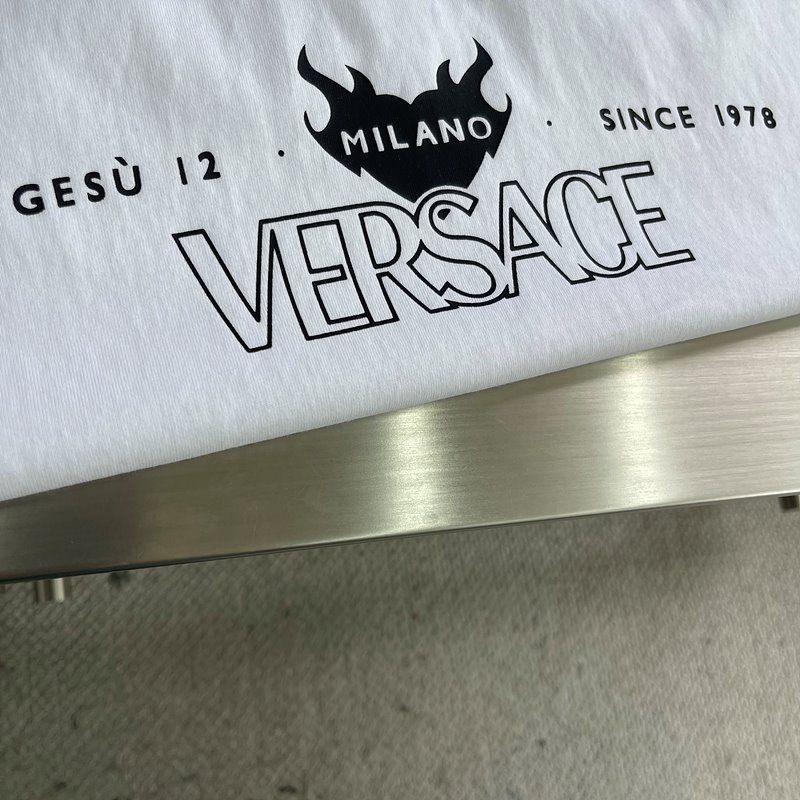 GESÙ 12 · MILANO · SINCE 1978
VERSACE